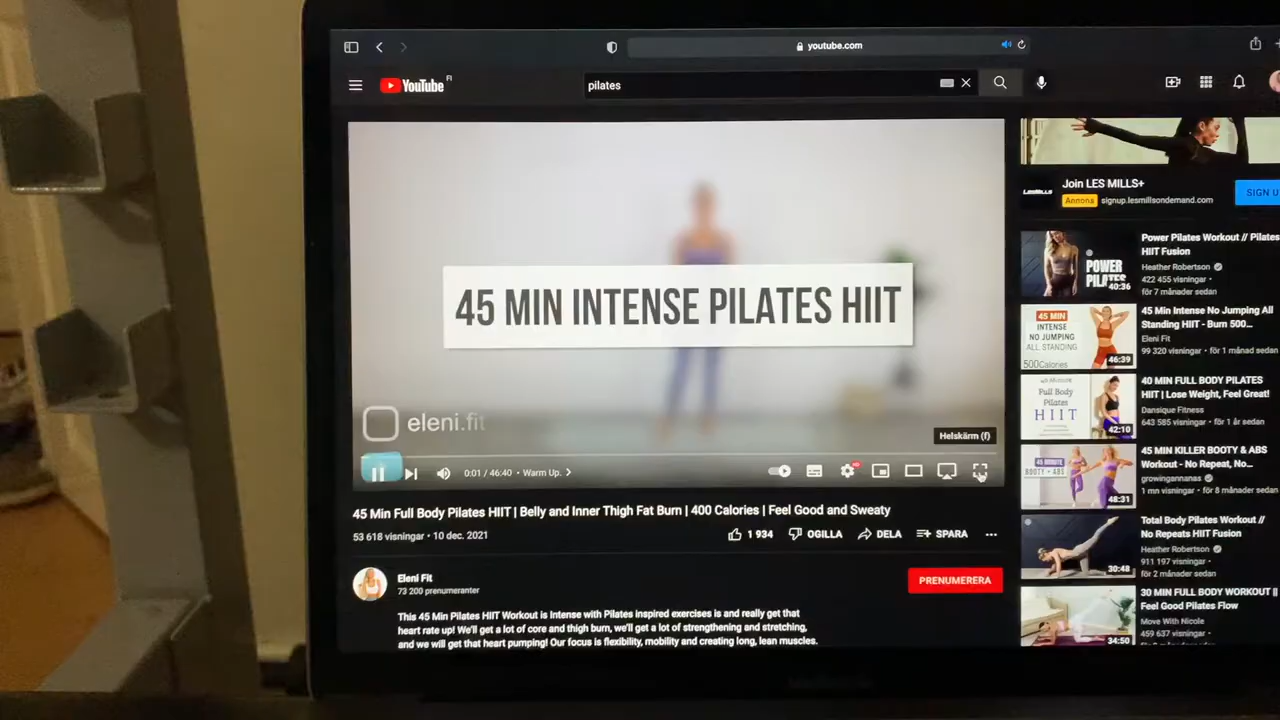 youtube.com
YouTube FI
pilates
45 MIN INTENSE PILATES HIIT
eleni.fit
Helskärm (f)
0:01 / 46:40 • Warm Up.
45 Min Full Body Pilates HIIT | Belly and Inner Thigh Fat Burn | 400 Calories | Feel Good and Sweaty
53 618 visningar • 10 dec. 2021
1 934 OGILLA DELA SPARA
Eleni Fit
73 200 prenumeranter
PRENUMERERA
This 45 Min Pilates HIIT Workout is Intense with Pilates inspired exercises is and really get that
heart rate up! We'll get a lot of core and thigh burn, we'll get a lot of strengthening and stretching,
and we will get that heart pumping! Our focus is flexibility, mobility and creating long, lean muscles.
LesMILLS
Join LES MILLS+
Annons signup.lesmillsondemand.com
SIGN U
POWER
PILATES
40:36
Power Pilates Workout // Pilates
HIIT Fusion
Heather Robertson
422 455 visningar •
för 7 månader sedan
45 MIN
INTENSE
NO JUMPING
ALL STANDING
500Calories
46:39
45 Min Intense No Jumping All
Standing HIIT - Burn 500...
Eleni Fit
99 320 visningar • för 1 månad sedan
Full Body
Pilates
HIIT
42:10
40 MIN FULL BODY PILATES
HIIT | Lose Weight, Feel Great!
Dansique Fitness
643 585 visningar • för 1 år sedan
45 MINUTE
BOOTY + ABS
48:31
45 MIN KILLER BOOTY & ABS
Workout - No Repeat, No...
growingannanas
1 mn visningar • för 8 månader sedan
30:48
Total Body Pilates Workout //
No Repeats HIIT Fusion
Heather Robertson
911 197 visningar •
för 2 månader sedan
34:50
30 MIN FULL BODY WORKOUT ||
Feel Good Pilates Flow
Move With Nicole
459 637 visningar •